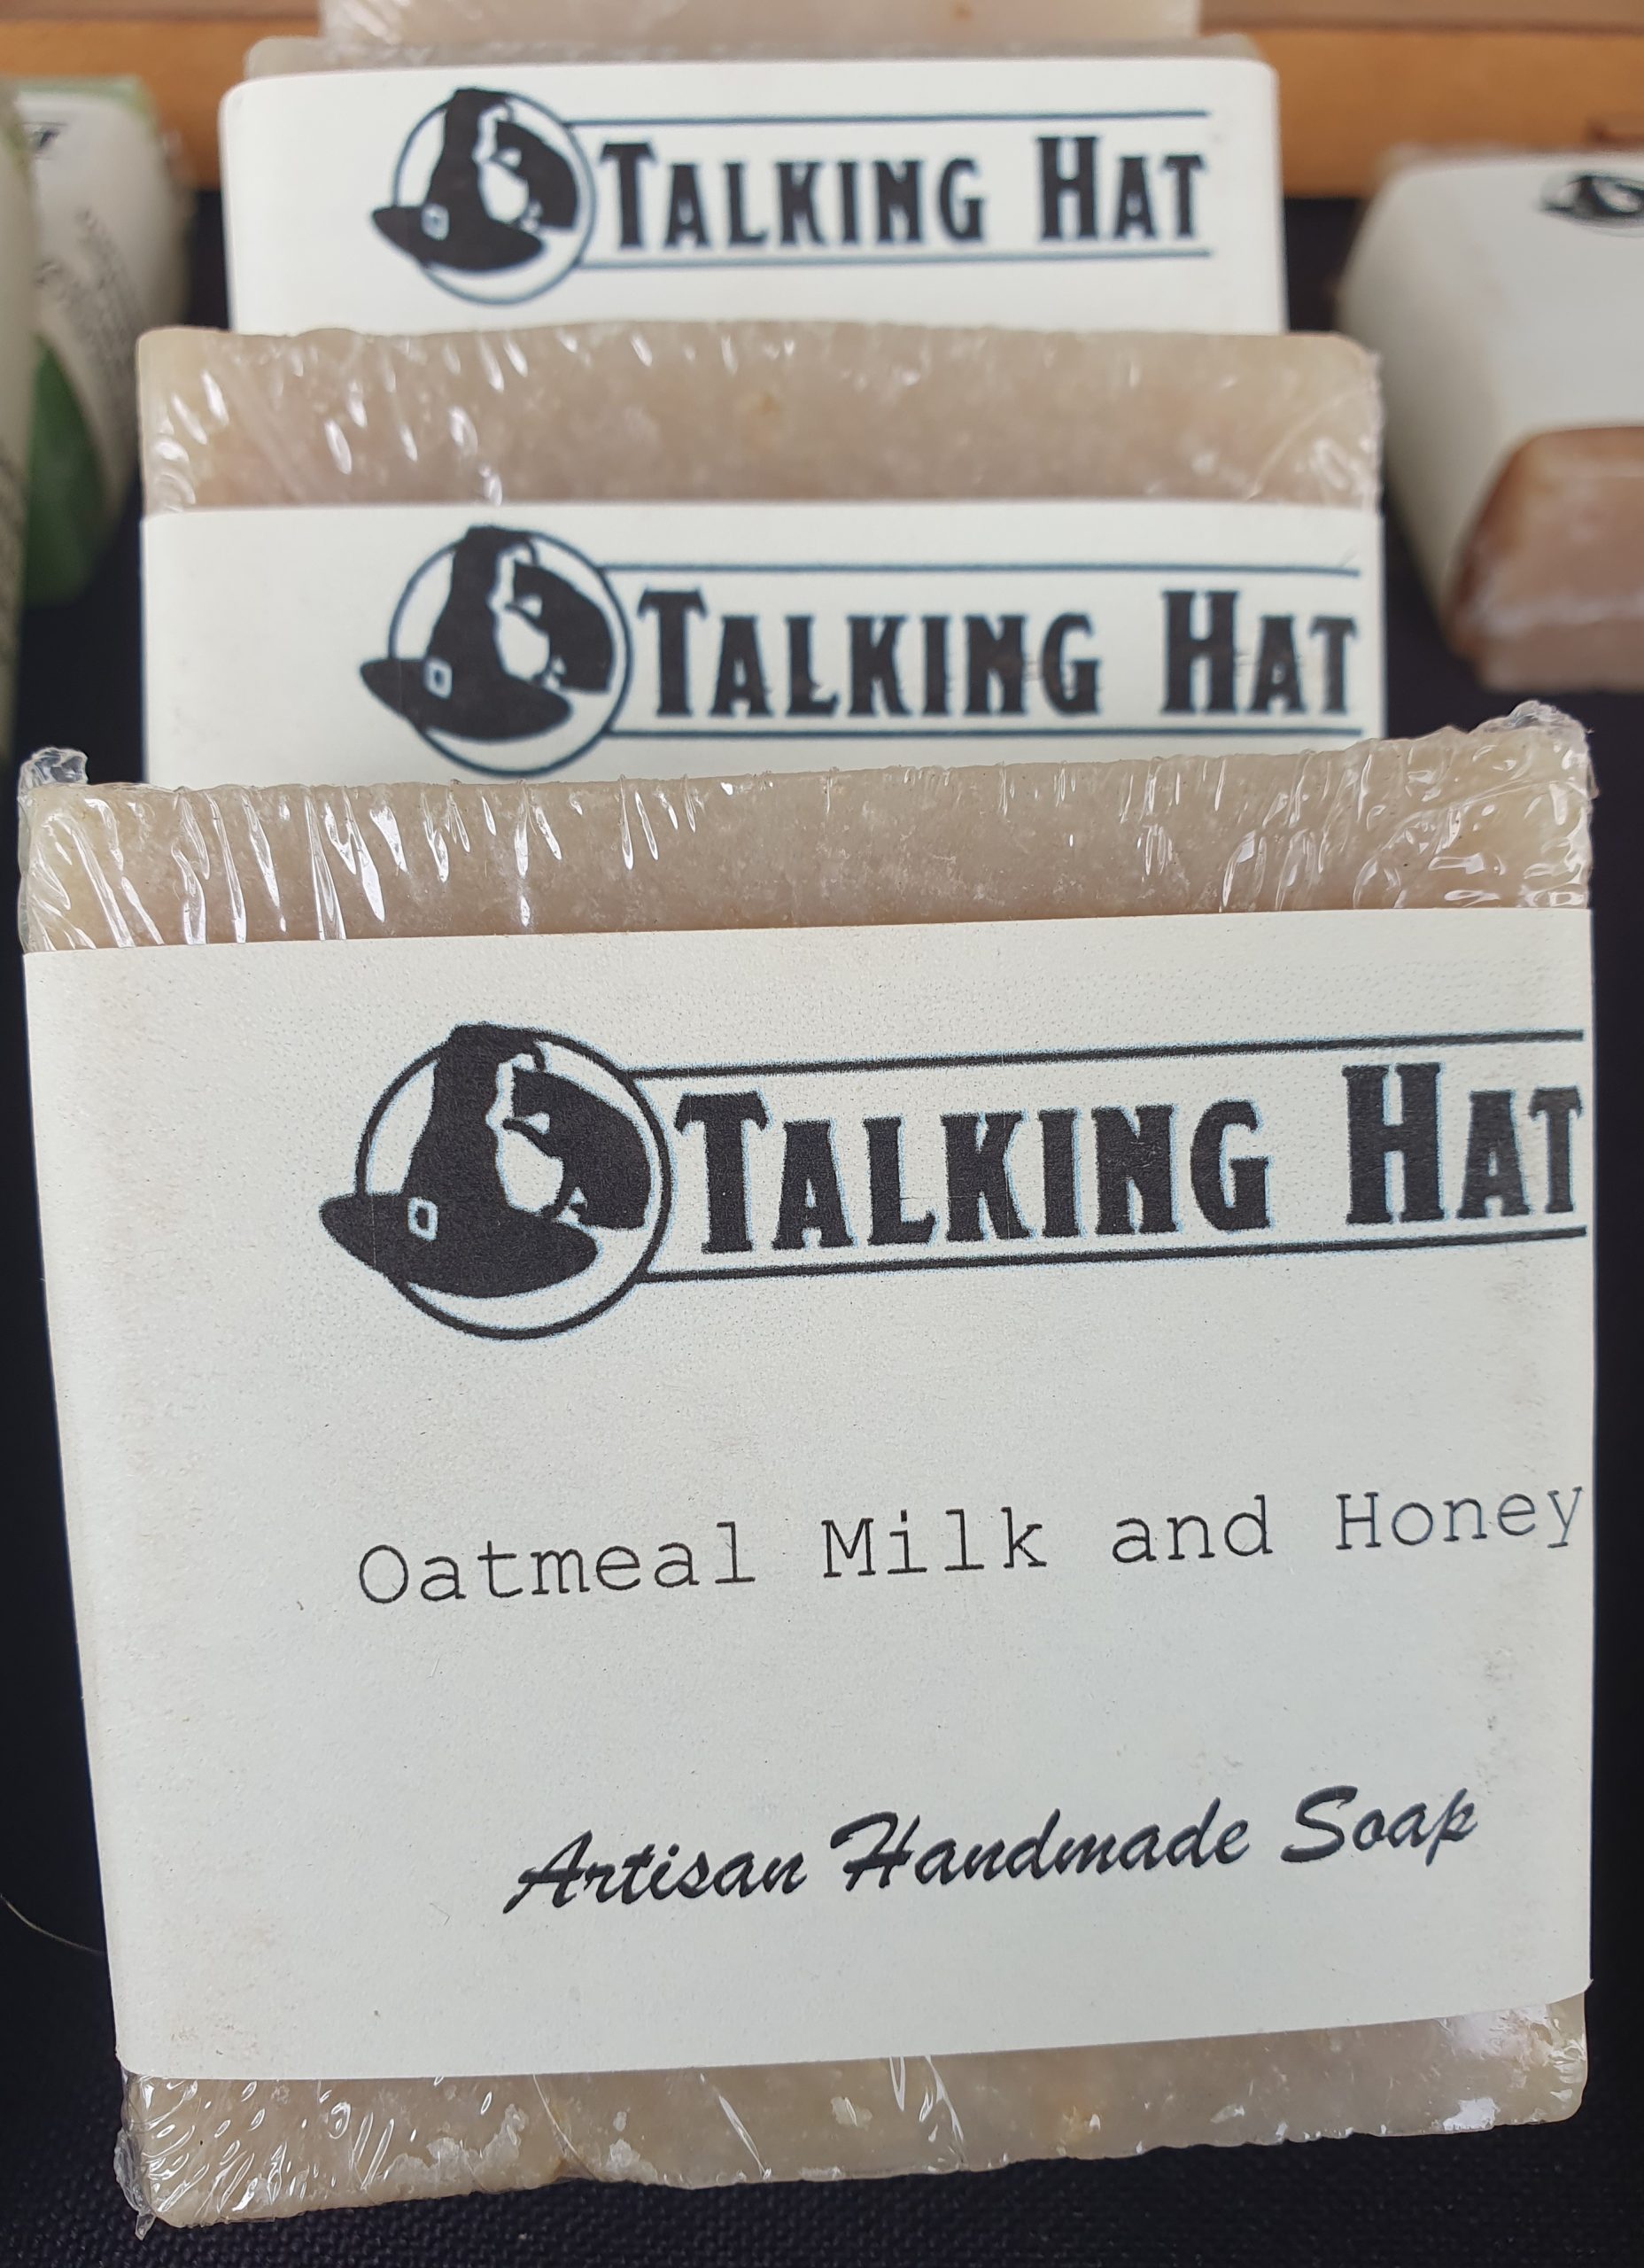 TALKING HAT
TALKING HAT
TALKING HAT
Oatmeal Milk and Honey
Artisan Handmade Soap